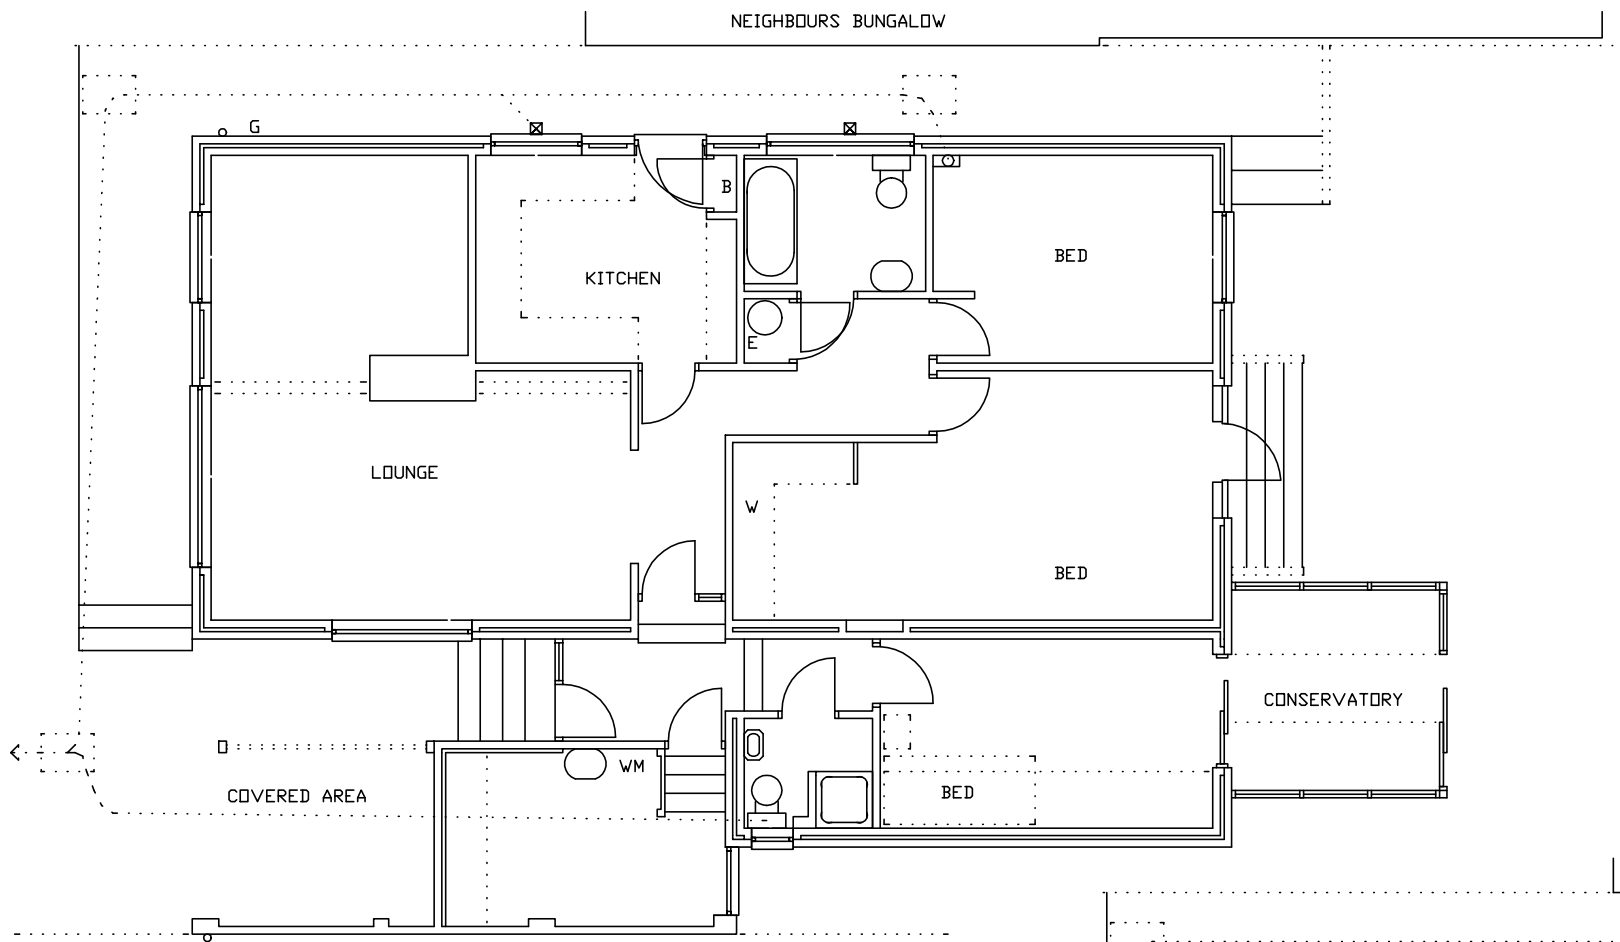 NEIGHBOURS BUNGALOW
G
B
KITCHEN
BED
E
LOUNGE
W
BED
CONSERVATORY
WM
COVERED AREA
BED